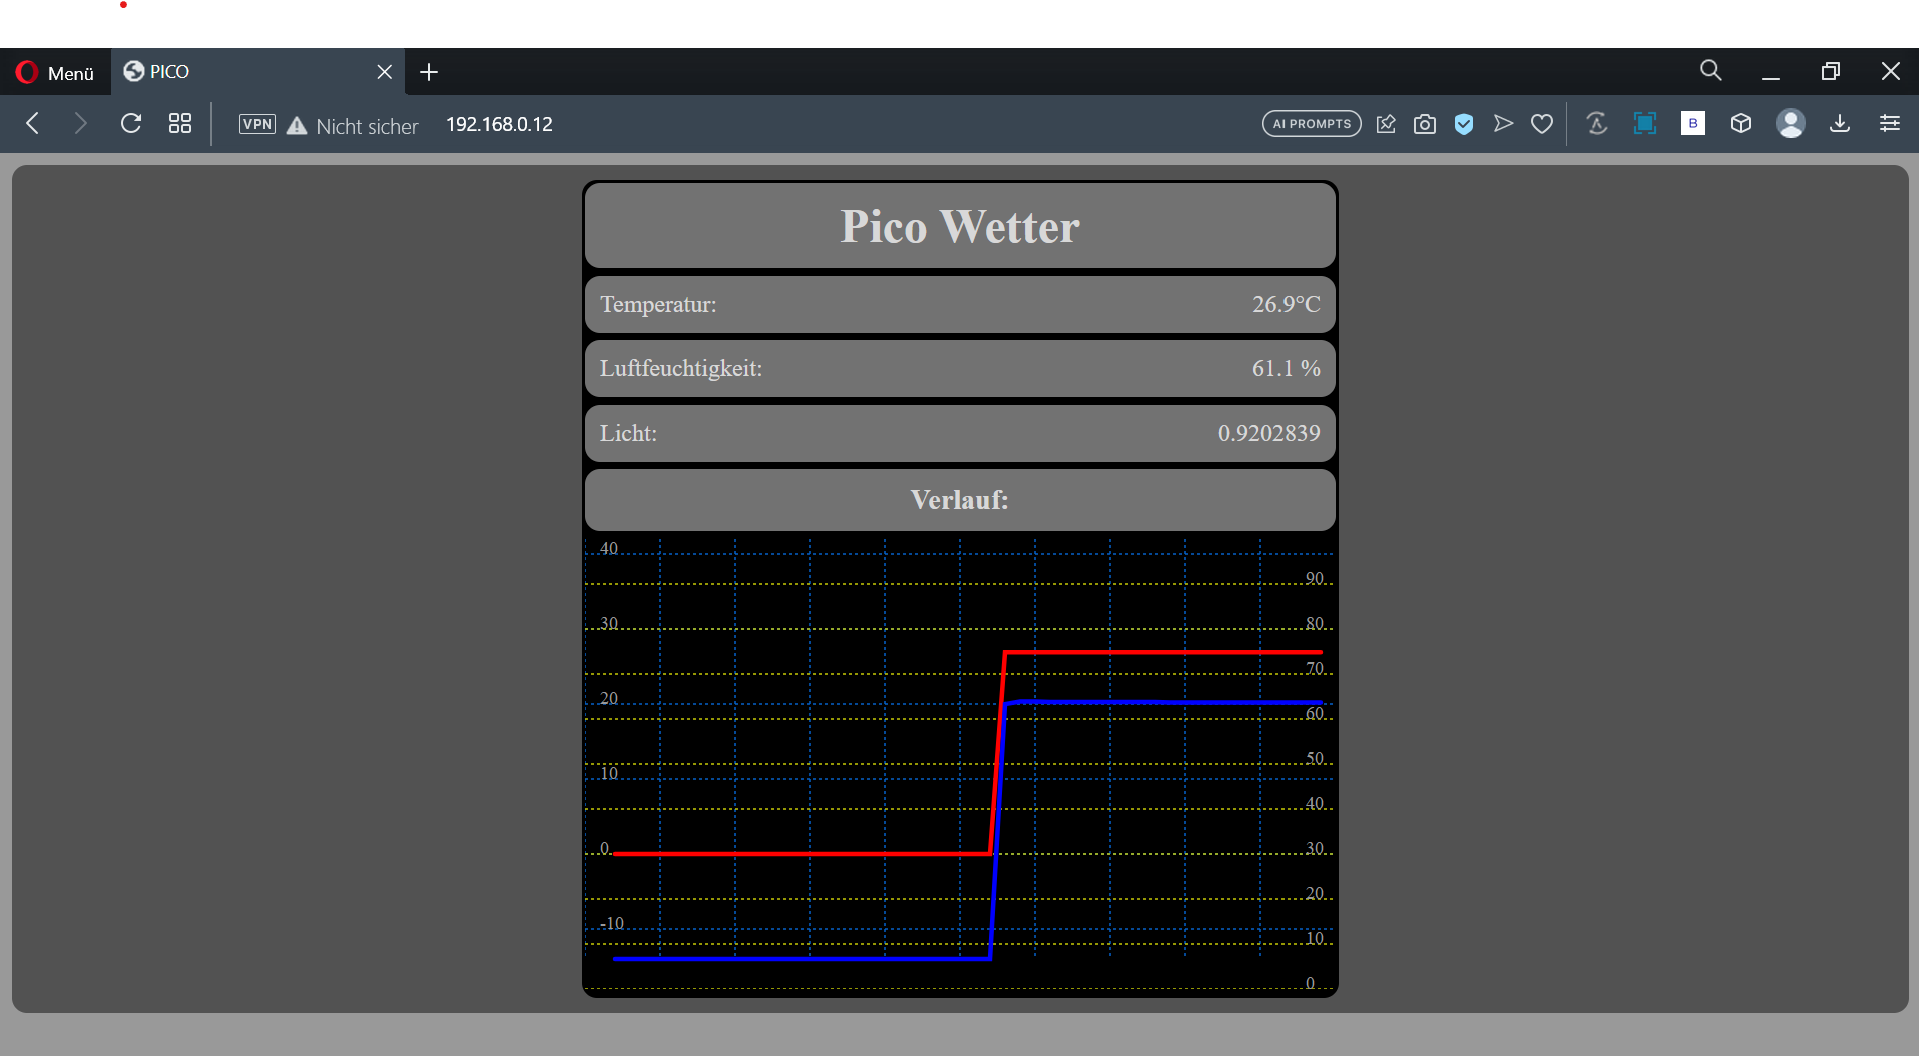 Menü
PICO
VPN
Nicht sicher
192.168.0.12
AI PROMPTS
B
Pico Wetter
Temperatur: 26.9°C
Luftfeuchtigkeit: 61.1 %
Licht: 0.9202839
Verlauf:
40
90
30 80
70
20
60
50
10
40
0 30
20
-10
10
0